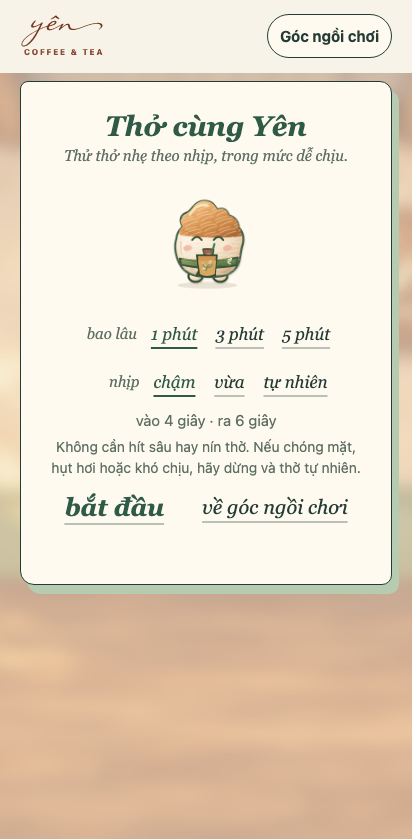 yên
COFFEE & TEA
Góc ngồi chơi
Thở cùng Yên
Thử thở nhẹ theo nhịp, trong mức dễ chịu.
bao lâu 1 phút 3 phút 5 phút
nhịp chậm vừa tự nhiên
vào 4 giây · ra 6 giây
Không cần hít sâu hay nín thở. Nếu chóng mặt,
hụt hơi hoặc khó chịu, hãy dừng và thở tự nhiên.
bắt đầu về góc ngồi chơi